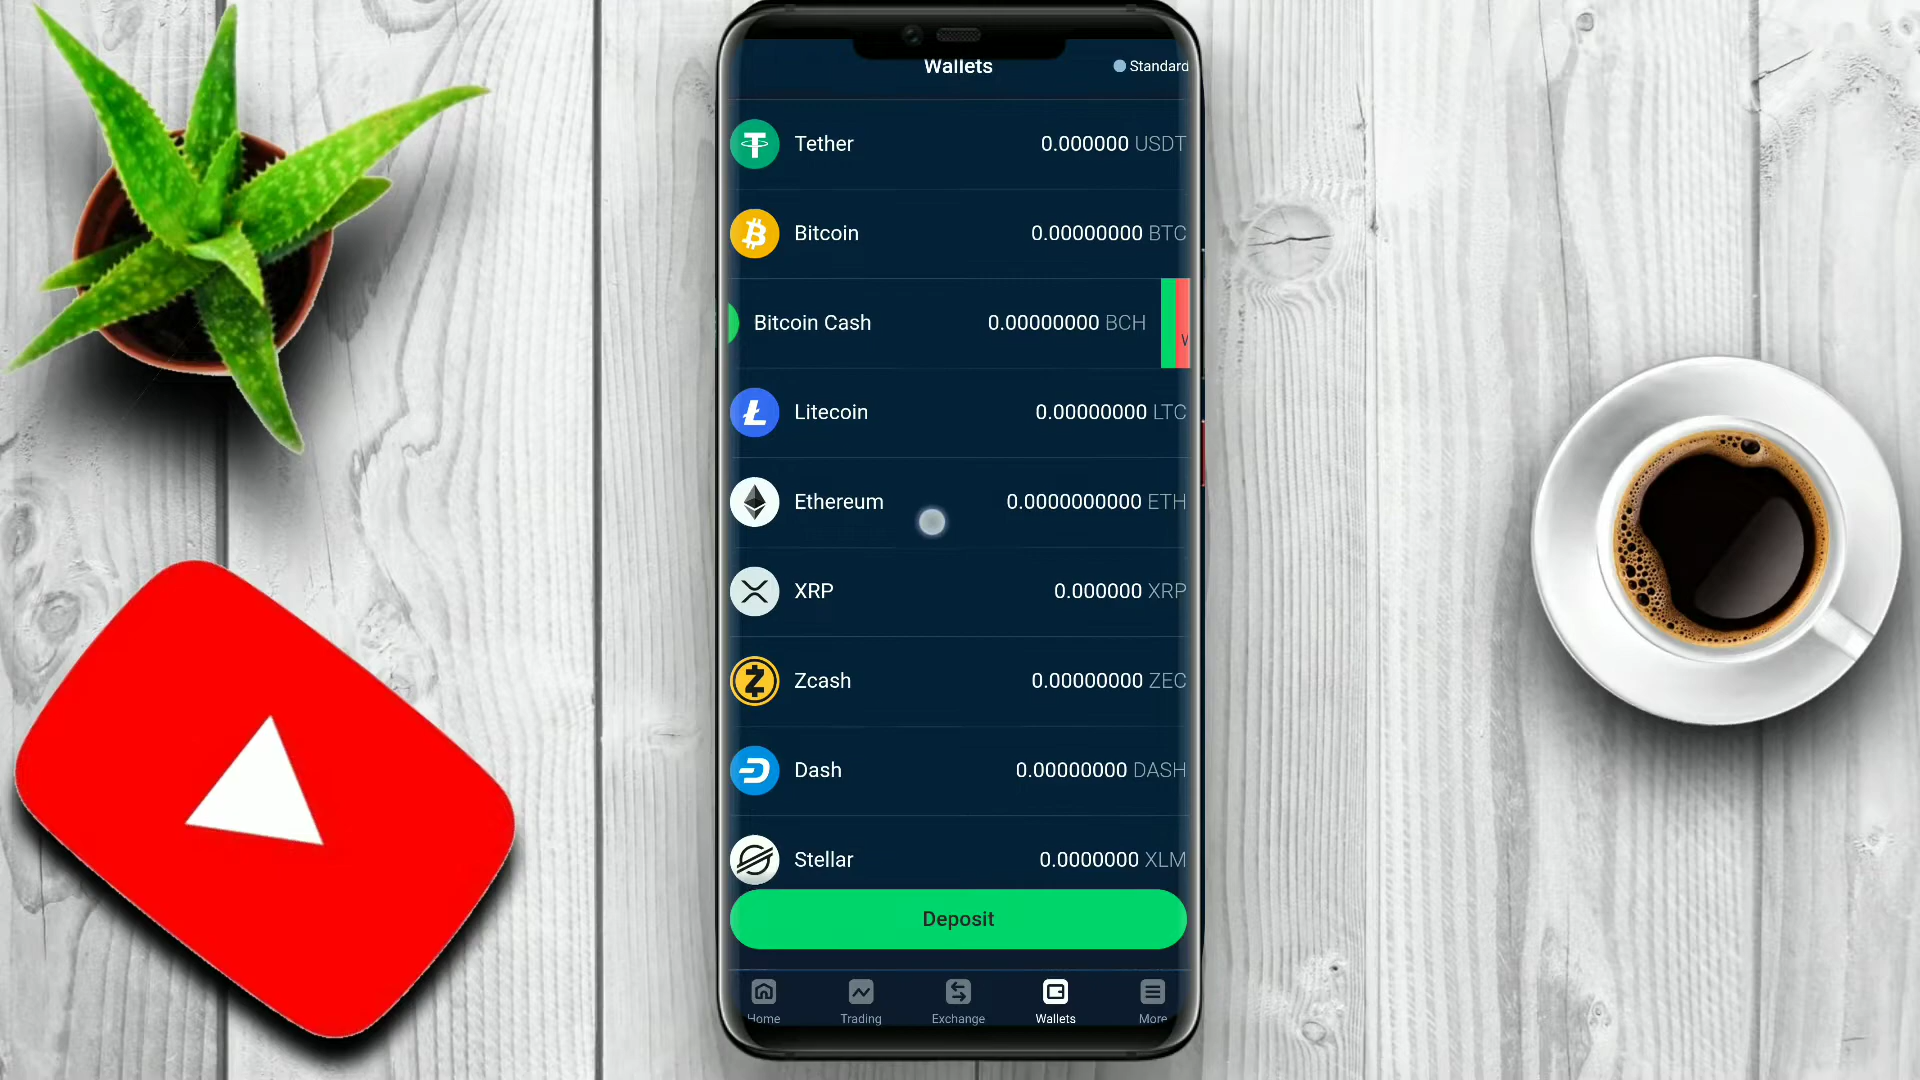 Wallets
Standard
Tether 0.000000 USDT
Bitcoin 0.00000000 BTC
Bitcoin Cash 0.00000000 BCH
W
Litecoin 0.00000000 LTC
Ethereum 0.0000000000 ETH
XRP 0.000000 XRP
Zcash 0.00000000 ZEC
Dash 0.00000000 DASH
Stellar 0.0000000 XLM
Deposit
Home Trading Exchange Wallets More